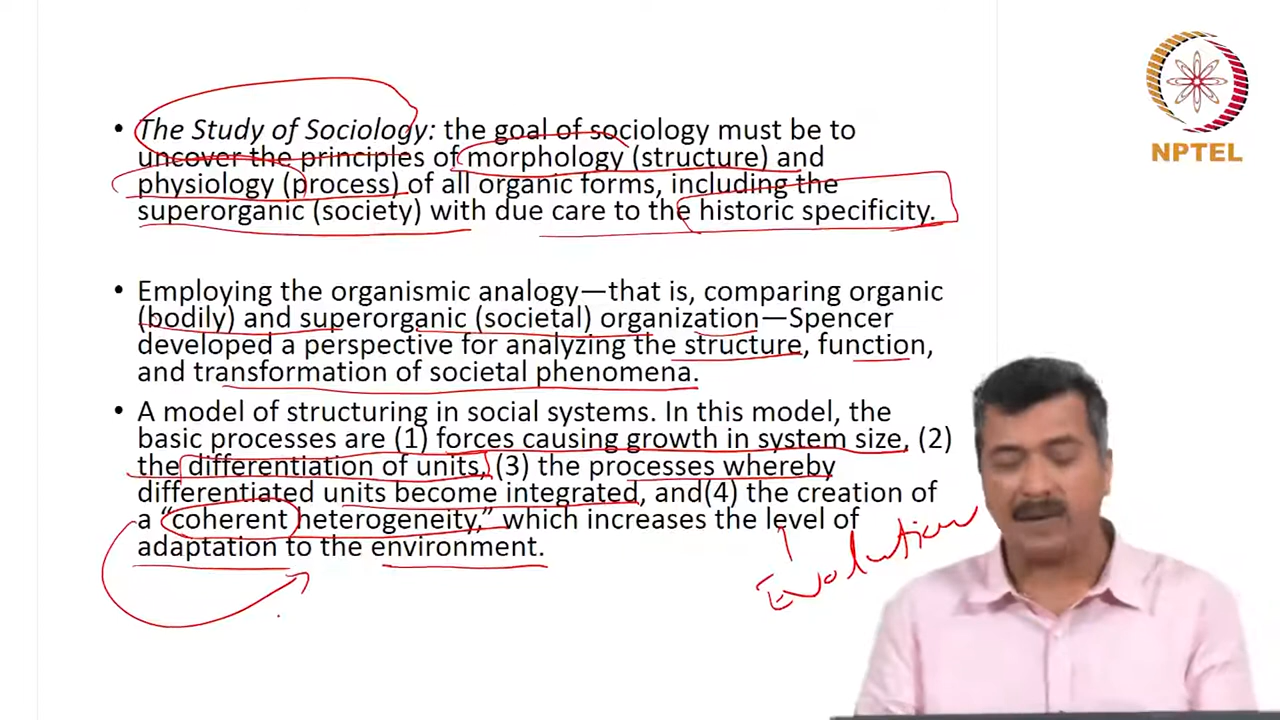 • The Study of Sociology: the goal of sociology must be to
uncover the principles of morphology (structure) and
physiology (process) of all organic forms, including the
superorganic (society) with due care to the historic specificity.
• Employing the organismic analogy—that is, comparing organic
(bodily) and superorganic (societal) organization—Spencer
developed a perspective for analyzing the structure, function,
and transformation of societal phenomena.
• A model of structuring in social systems. In this model, the
basic processes are (1) forces causing growth in system size, (2)
the differentiation of units, (3) the processes whereby
differentiated units become integrated, and(4) the creation of
a “coherent heterogeneity,” which increases the level of
adaptation to the environment.
Evolution
NPTEL